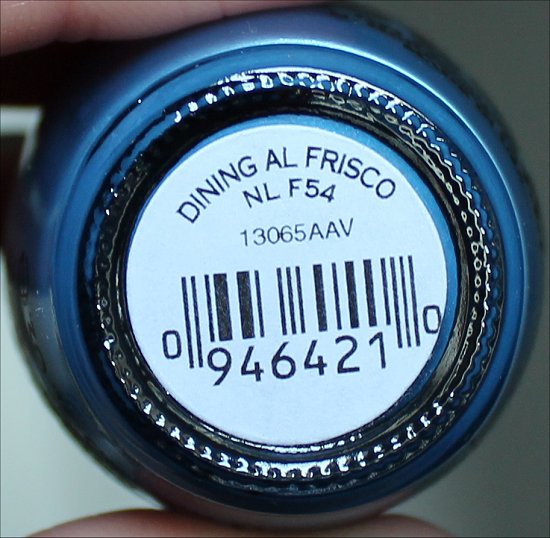 DINING AL FRISCO
NL F54
13065AAV
0 946421 0